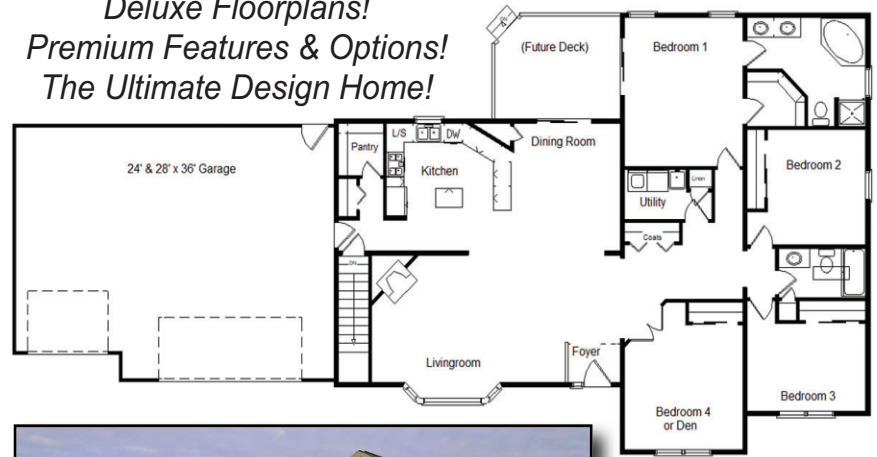 Deluxe Floorplans!
Premium Features & Options!
The Ultimate Design Home!
DN
(Future Deck)
Bedroom 1
L/S
DW
Dining Room
Pantry
24' & 28' x 36' Garage
Kitchen
Bedroom 2
Linen
Utility
Coats
DN
Foyer
Livingroom
Bedroom 3
Bedroom 4
or Den